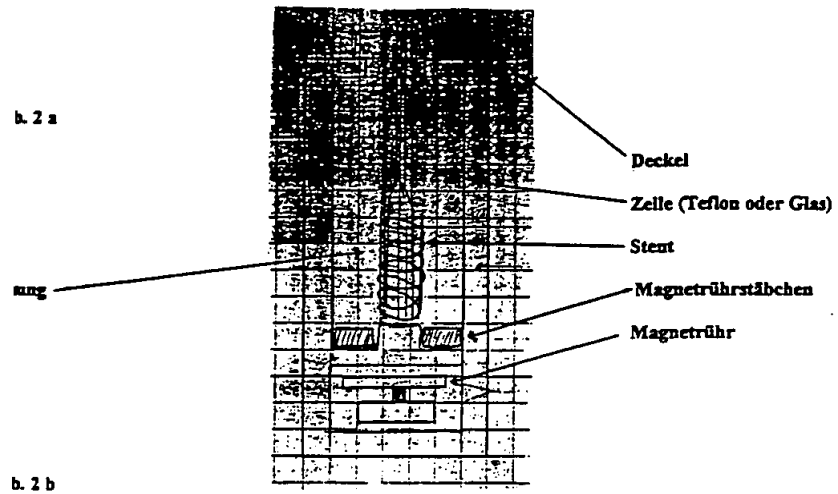 b. 2 a
Deckel
Zelle (Teflon oder Glas)
Stent
ung
Magnetrührstäbchen
Magnetrühr
b. 2 b